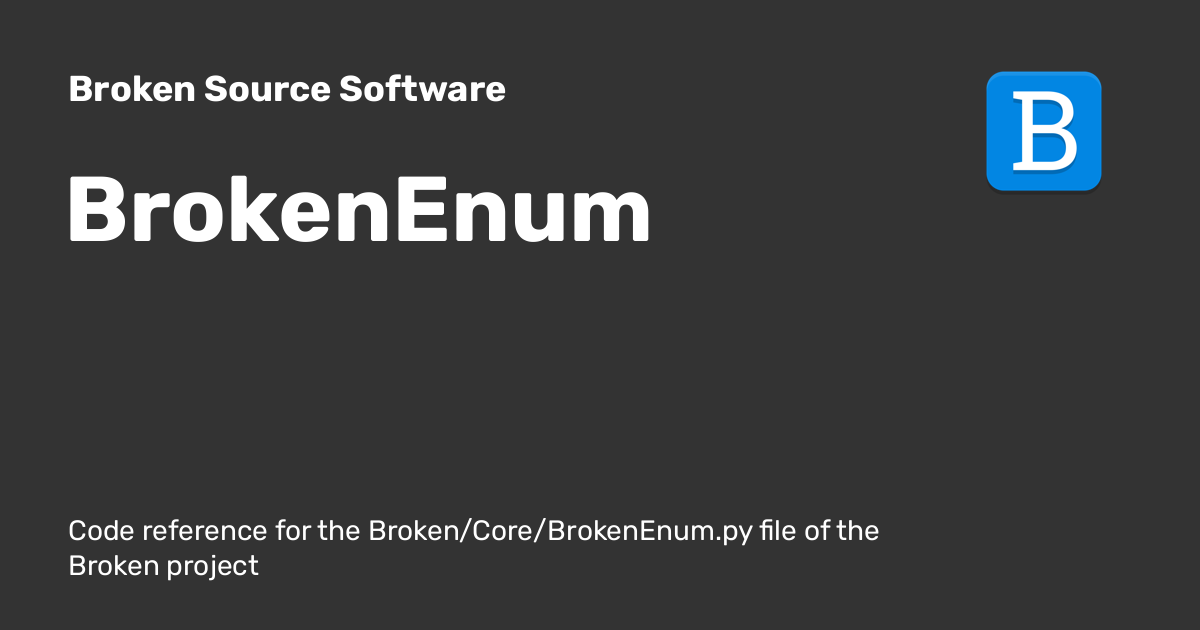 Broken Source Software
B
BrokenEnum
Code reference for the Broken/Core/BrokenEnum.py file of the
Broken project